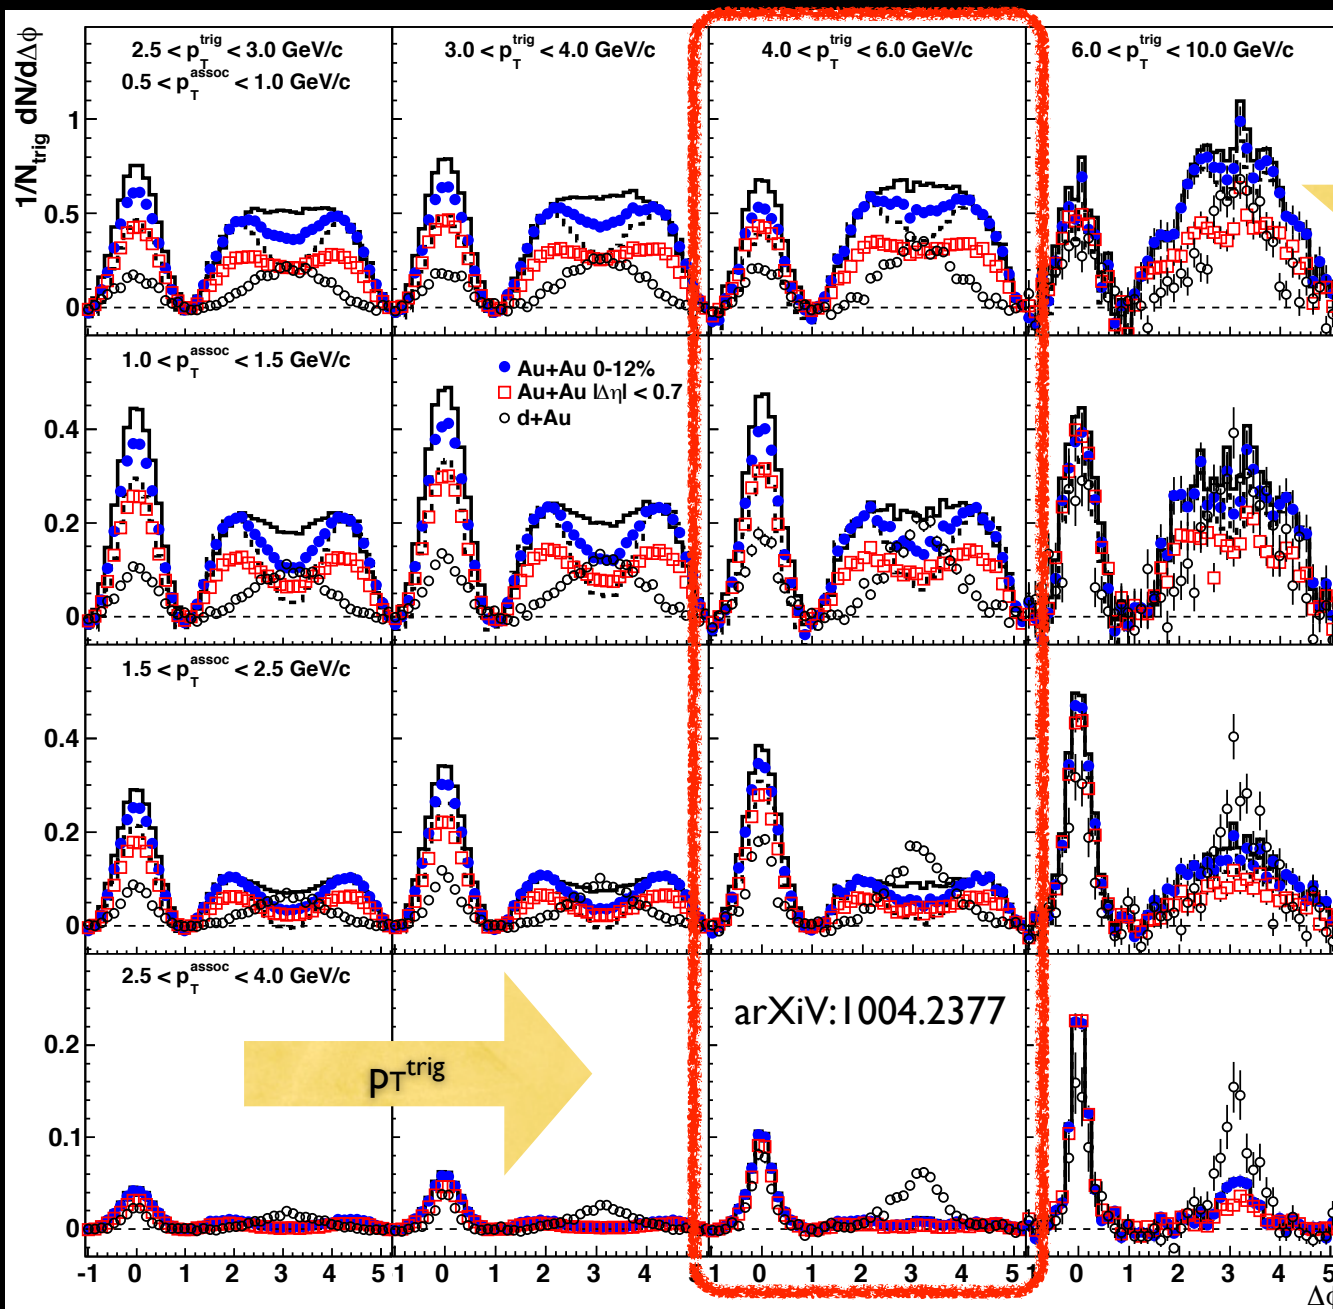 2.5 < p_T^trig < 3.0 GeV/c
0.5 < p_T^assoc < 1.0 GeV/c
3.0 < p_T^trig < 4.0 GeV/c
4.0 < p_T^trig < 6.0 GeV/c
6.0 < p_T^trig < 10.0 GeV/c
1/N_trig dN/dΔϕ
1
0.5
0
1.0 < p_T^assoc < 1.5 GeV/c
Au+Au 0-12%
Au+Au |Δη| < 0.7
d+Au
0.4
0.2
0
1.5 < p_T^assoc < 2.5 GeV/c
0.4
0.2
0
2.5 < p_T^assoc < 4.0 GeV/c
arXiV:1004.2377
pT^trig
0.2
0.1
0
-1 0 1 2 3 4 5 1 0 1 2 3 4 5 1 0 1 2 3 4 5 0 1 2 3 4 5